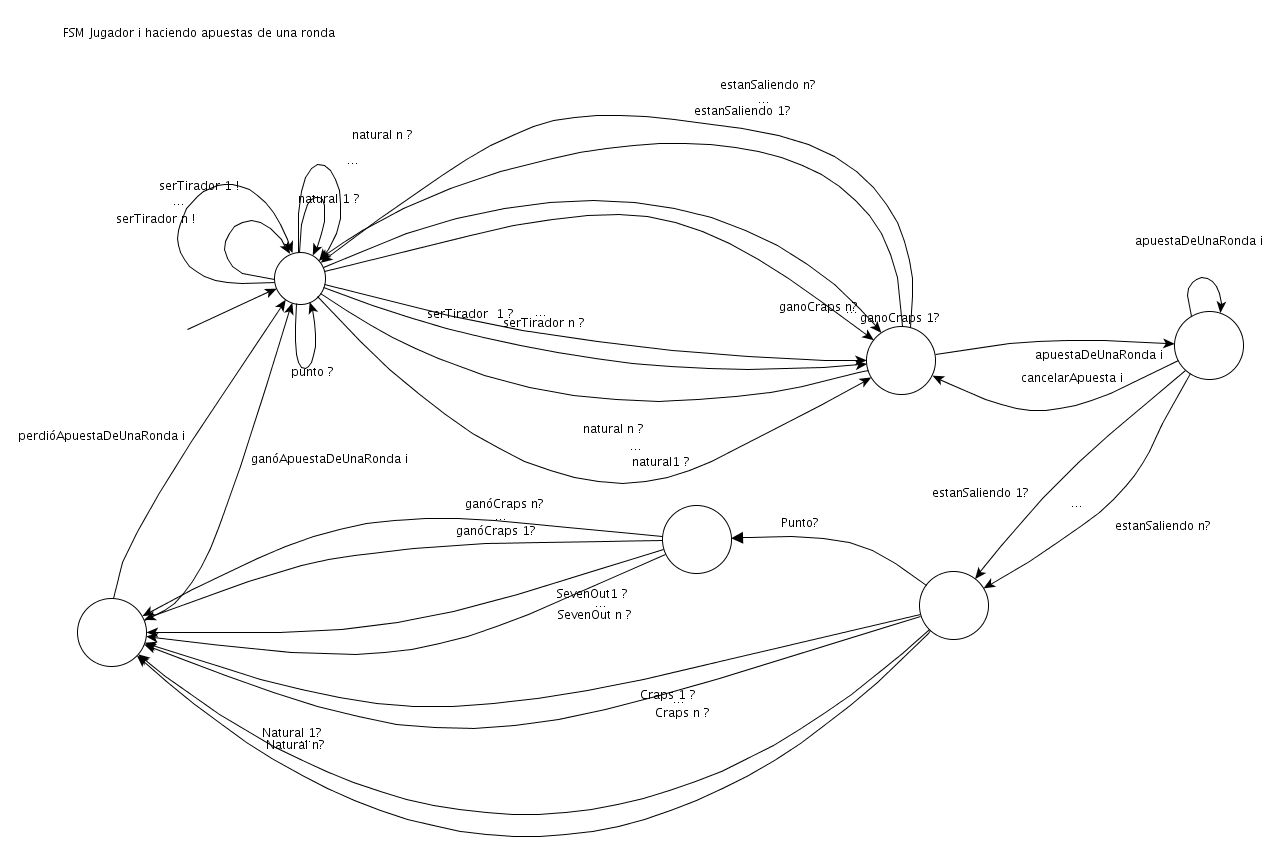 FSM Jugador i haciendo apuestas de una ronda
estanSaliendo n?
...
estanSaliendo 1?
natural n ?
...
natural 1 ?
serTirador 1 !
...
serTirador n !
apuestaDeUnaRonda i
ganoCraps n?
...
ganoCraps 1?
serTirador 1 ?
...
serTirador n ?
apuestaDeUnaRonda i
cancelarApuesta i
punto ?
natural n ?
...
natural1 ?
perdióApuestaDeUnaRonda i
ganóApuestaDeUnaRonda i
estanSaliendo 1?
...
estanSaliendo n?
ganóCraps n?
...
ganóCraps 1?
Punto?
SevenOut1 ?
...
SevenOut n ?
Craps 1 ?
...
Craps n ?
Natural 1?
...
Natural n?